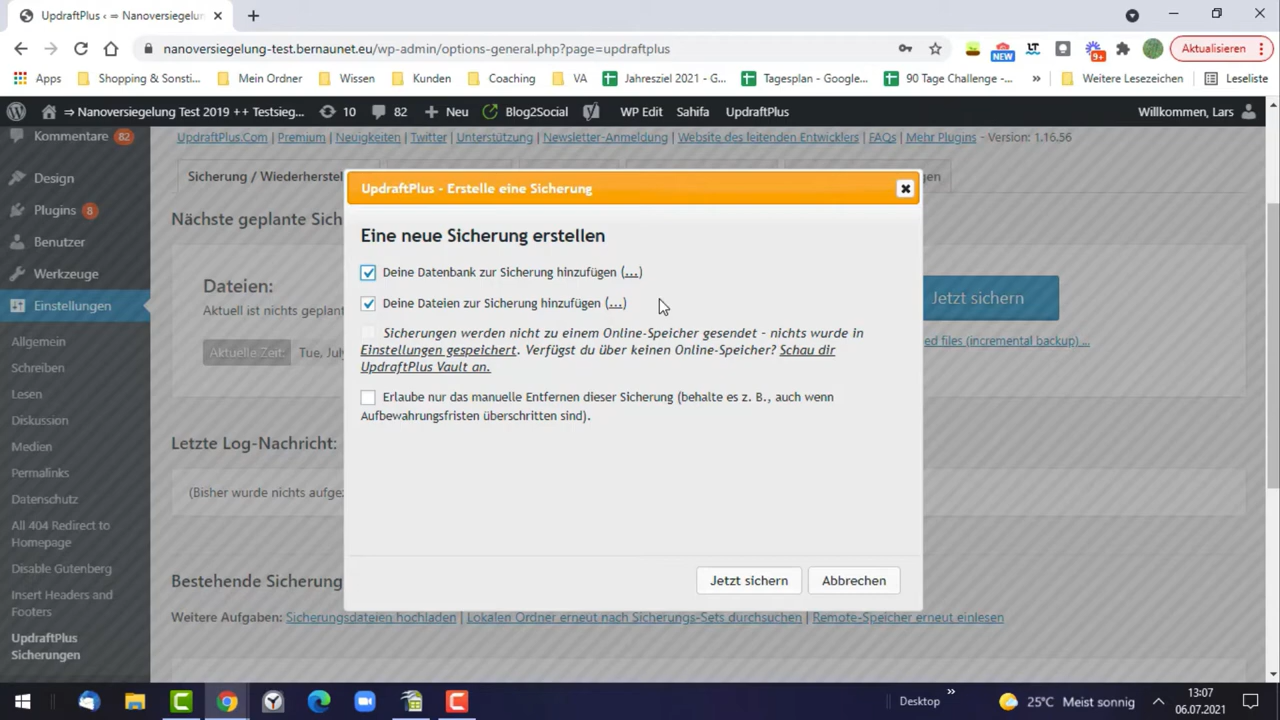 UpdraftPlus ‹ ⇒ Nanoversiegelung
nanoversiegelung-test.bernaunet.eu/wp-admin/options-general.php?page=updraftplus
NEW
9+
Aktualisieren
Apps
Shopping & Sonsti...
Mein Ordner
Wissen
Kunden
Coaching
VA
Jahresziel 2021 - G...
Tagesplan - Google...
90 Tage Challenge -...
»
Weitere Lesezeichen
Leseliste
⇒ Nanoversiegelung Test 2019 ++ Testsieg...
10
82
Neu
Blog2Social
WP Edit
Sahifa
UpdraftPlus
Willkommen, Lars
Kommentare 82
Design
Plugins 8
Benutzer
Werkzeuge
Einstellungen
Allgemein
Schreiben
Lesen
Diskussion
Medien
Permalinks
Datenschutz
All 404 Redirect to
Homepage
Disable Gutenberg
Insert Headers and
Footers
UpdraftPlus
Sicherungen
UpdraftPlus.Com | Premium | Neuigkeiten | Twitter | Unterstützung | Newsletter-Anmeldung | Website des leitenden Entwicklers | FAQs | Mehr Plugins - Version: 1.16.56
Sicherung / Wiederherstel
en
Nächste geplante Sich
Dateien:
Aktuell ist nichts geplant
Aktuelle Zeit: Tue, July
Jetzt sichern
ed files (incremental backup) ...
Letzte Log-Nachricht:
(Bisher wurde nichts aufgez
Bestehende Sicherung
Weitere Aufgaben: Sicherungsdateien hochladen | Lokalen Ordner erneut nach Sicherungs-Sets durchsuchen | Remote-Speicher erneut einlesen
UpdraftPlus - Erstelle eine Sicherung
Eine neue Sicherung erstellen
Deine Datenbank zur Sicherung hinzufügen (...)
Deine Dateien zur Sicherung hinzufügen (...)
Sicherungen werden nicht zu einem Online-Speicher gesendet - nichts wurde in
Einstellungen gespeichert. Verfügst du über keinen Online-Speicher? Schau dir
UpdraftPlus Vault an.
Erlaube nur das manuelle Entfernen dieser Sicherung (behalte es z. B., auch wenn
Aufbewahrungsfristen überschritten sind).
Jetzt sichern
Abbrechen
Desktop
»
25°C Meist sonnig
13:07
06.07.2021